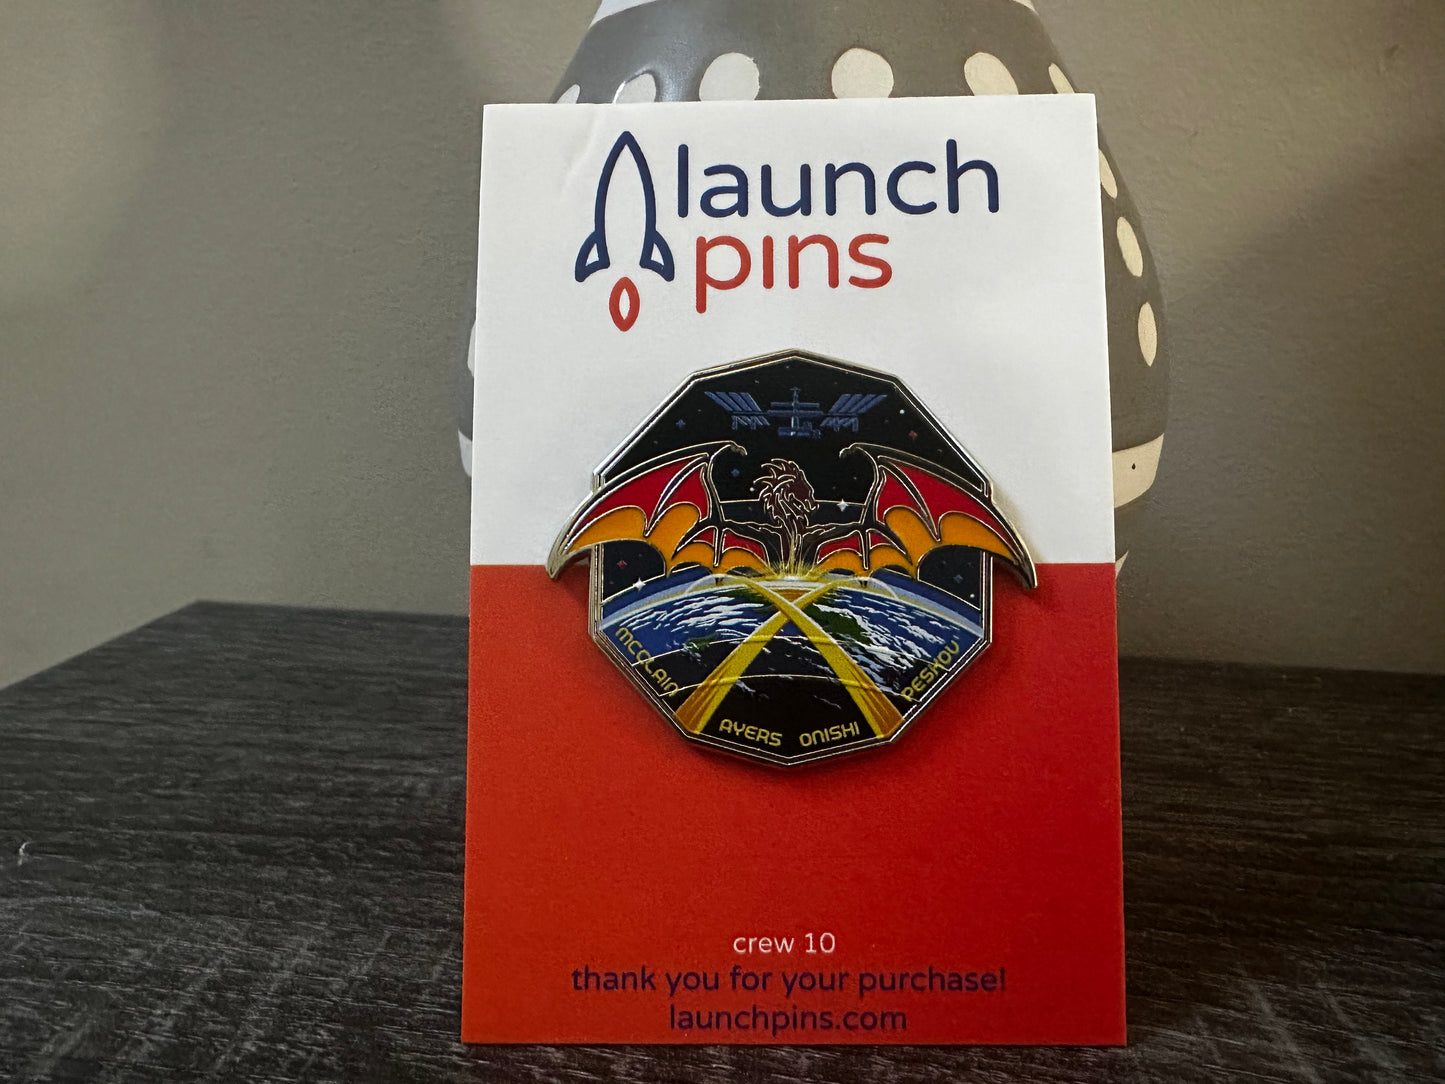 launch
pins
MCCLAIN
AYERS ONISHI
PESKOV
crew 10
thank you for your purchase!
launchpins.com